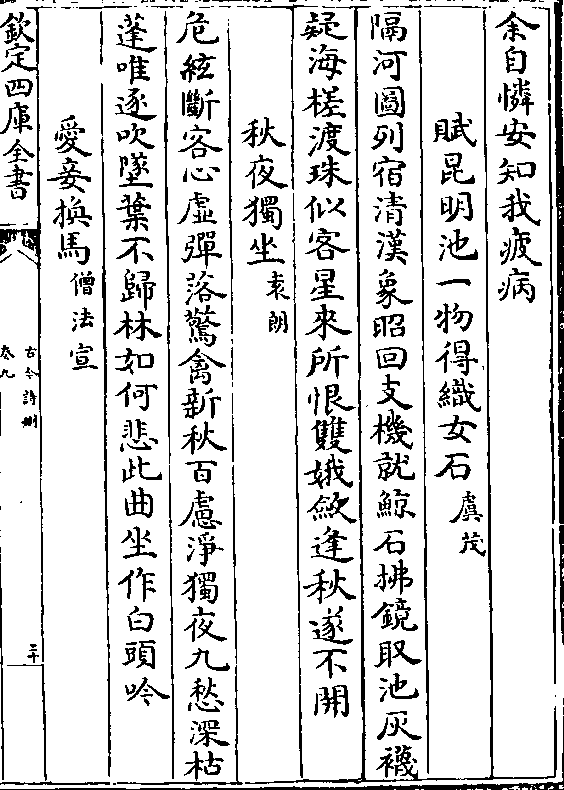 余自憐安知我疲病
賦昆明池一物得織女石 虞茂
隔河圖列宿清漢象昭回支機就鯨石拂鏡取池灰襪
疑海槎渡珠似客星來所恨雙娥斂逢秋遂不開
秋夜獨坐 袁朗
危絃斷客心虛彈落驚禽新秋百慮淨獨夜九愁深枯
蓬唯逐吹墜葉不歸林如何悲此曲坐作白頭吟
愛妾換馬 僧法宣
欽定四庫全書
古今詩刪
卷九
二十